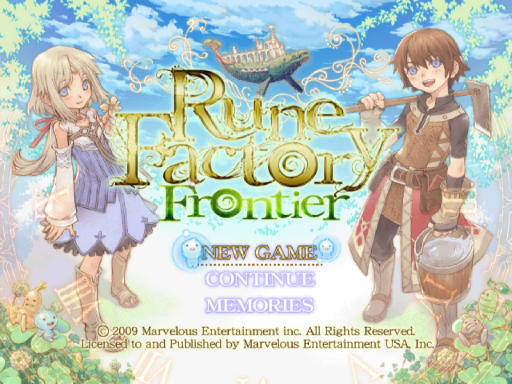 Rune
Factory
Frontier
NEW GAME
CONTINUE
MEMORIES
© 2009 Marvelous Entertainment inc. All Rights Reserved.
Licensed to and Published by Marvelous Entertainment USA, Inc.